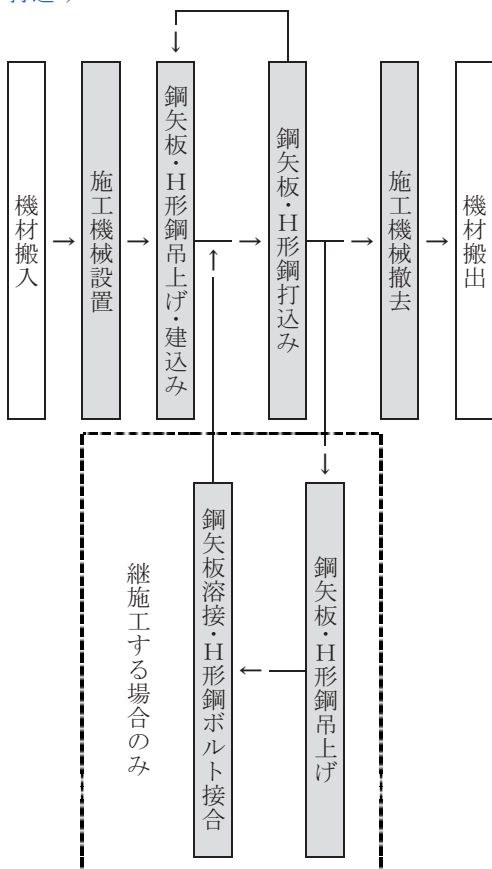 機材搬入
施工機械設置
鋼矢板・H形鋼吊上げ・建込み
鋼矢板・H形鋼打込み
施工機械撤去
機材搬出
鋼矢板・H形鋼吊上げ
鋼矢板溶接・H形鋼ボルト接合
継施工する場合のみ